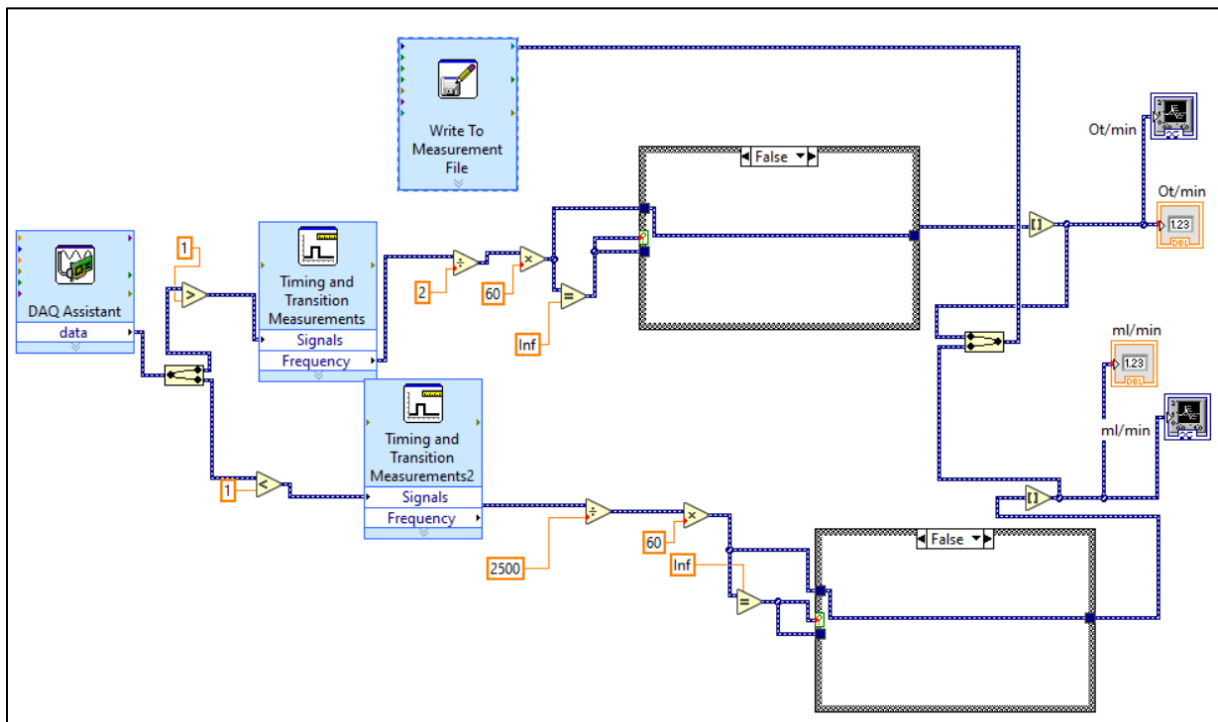 Write To
Measurement
File
False
Ot/min
Ot/min
1.23
DBL
DAQ Assistant
data
1
>
Timing and
Transition
Measurements
Signals
Frequency
÷
2
×
60
=
Inf
[]
ml/min
1.23
DBL
ml/min
Timing and
Transition
Measurements2
Signals
Frequency
<
1
÷
2500
×
60
Inf
=
[]
False